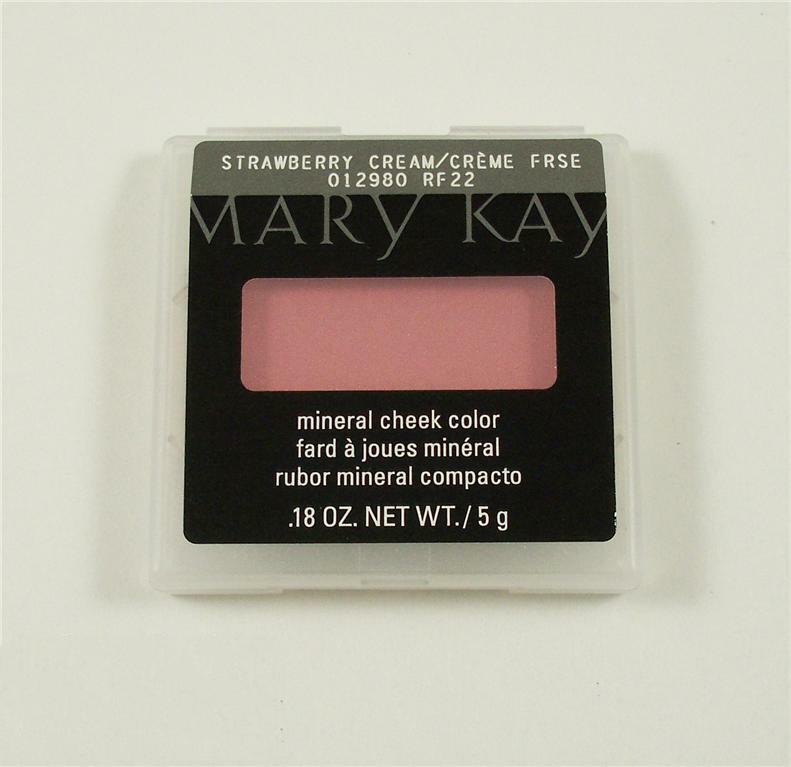 STRAWBERRY CREAM/CRÈME FRSE
012980 RF22
MARY KAY
mineral cheek color
fard à joues minéral
rubor mineral compacto
.18 OZ. NET WT./ 5 g